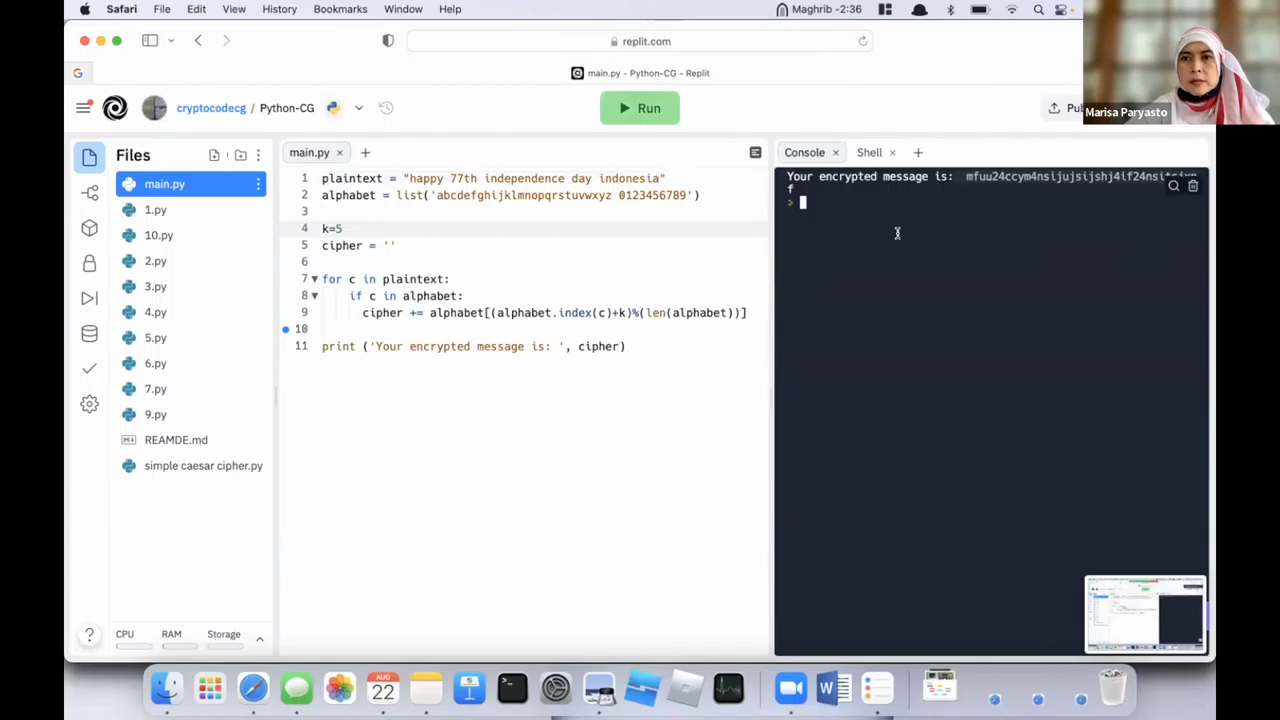 Safari File Edit View History Bookmarks Window Help
Maghrib -2:36
replit.com
main.py - Python-CG - Replit
cryptocodecg / Python-CG
Run
Marisa Paryasto
Files
main.py
1.py
10.py
2.py
3.py
4.py
5.py
6.py
7.py
9.py
REAMDE.md
simple caesar cipher.py
CPU RAM Storage
main.py
1 plaintext = "happy 77th independence day indonesia"
2 alphabet = list('abcdefghijklmnopqrstuvwxyz 0123456789')
3
4 k=5
5 cipher = ''
6
7 for c in plaintext:
8 if c in alphabet:
9 cipher += alphabet[(alphabet.index(c)+k)%(len(alphabet))]
10
11 print ('Your encrypted message is: ', cipher)
Console Shell
Your encrypted message is:
f
>
AUG
22